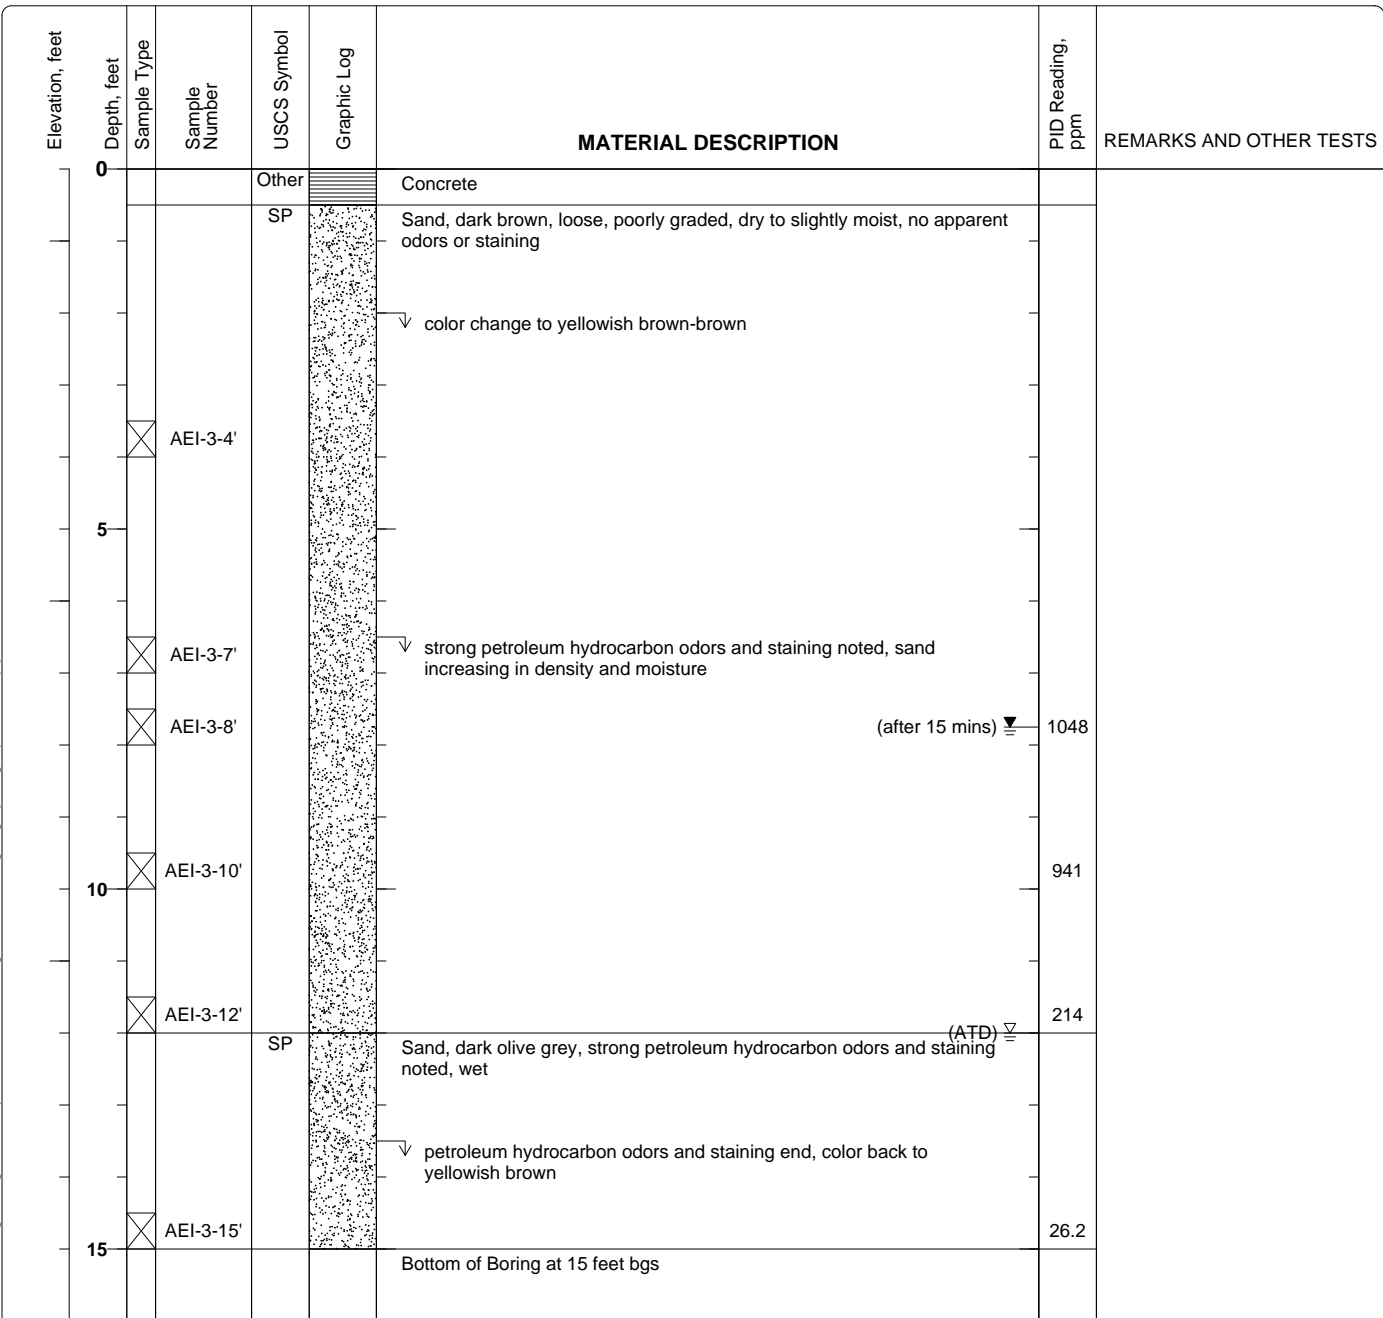 Elevation, feet
Depth, feet
Sample Type
Sample
Number
USCS Symbol
Graphic Log
MATERIAL DESCRIPTION
PID Reading,
ppm
REMARKS AND OTHER TESTS
0
Other
Concrete
SP
Sand, dark brown, loose, poorly graded, dry to slightly moist, no apparent
odors or staining
color change to yellowish brown-brown
AEI-3-4'
5
AEI-3-7'
strong petroleum hydrocarbon odors and staining noted, sand
increasing in density and moisture
AEI-3-8'
(after 15 mins)
1048
AEI-3-10'
941
10
AEI-3-12'
214
(ATD)
SP
Sand, dark olive grey, strong petroleum hydrocarbon odors and staining
noted, wet
petroleum hydrocarbon odors and staining end, color back to
yellowish brown
AEI-3-15'
26.2
15
Bottom of Boring at 15 feet bgs